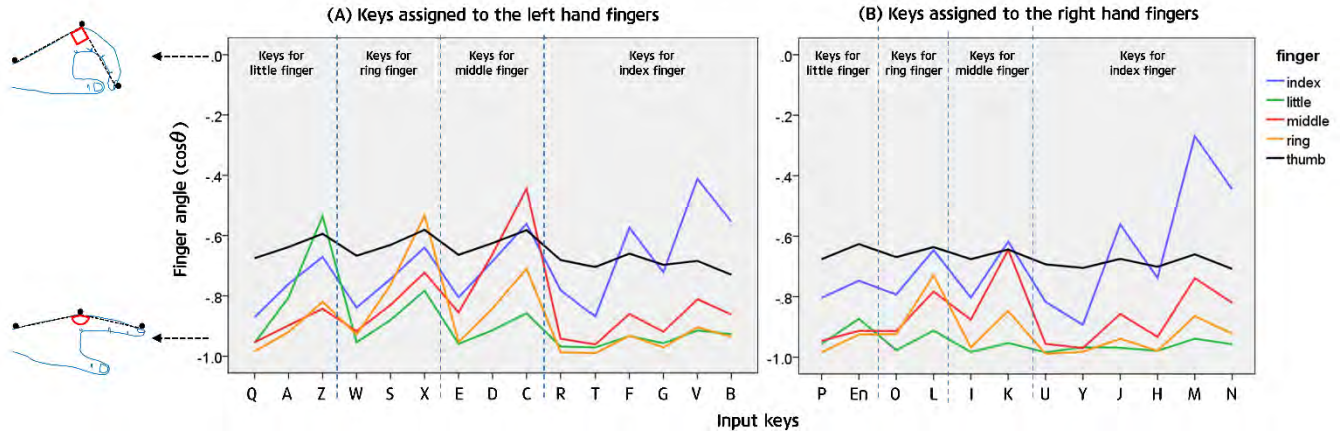 (A) Keys assigned to the left hand fingers
(B) Keys assigned to the right hand fingers
Keys for
little finger
Keys for
ring finger
Keys for
middle finger
Keys for
index finger
Keys for
little finger
Keys for
ring finger
Keys for
middle finger
Keys for
index finger
finger
index
little
middle
ring
thumb
Finger angle (cosθ)
.0
-.2
-.4
-.6
-.8
-1.0
.0
-.2
-.4
-.6
-.8
-1.0
Q A Z W S X E D C R T F G V B
P En O L I K U Y J H M N
Input keys